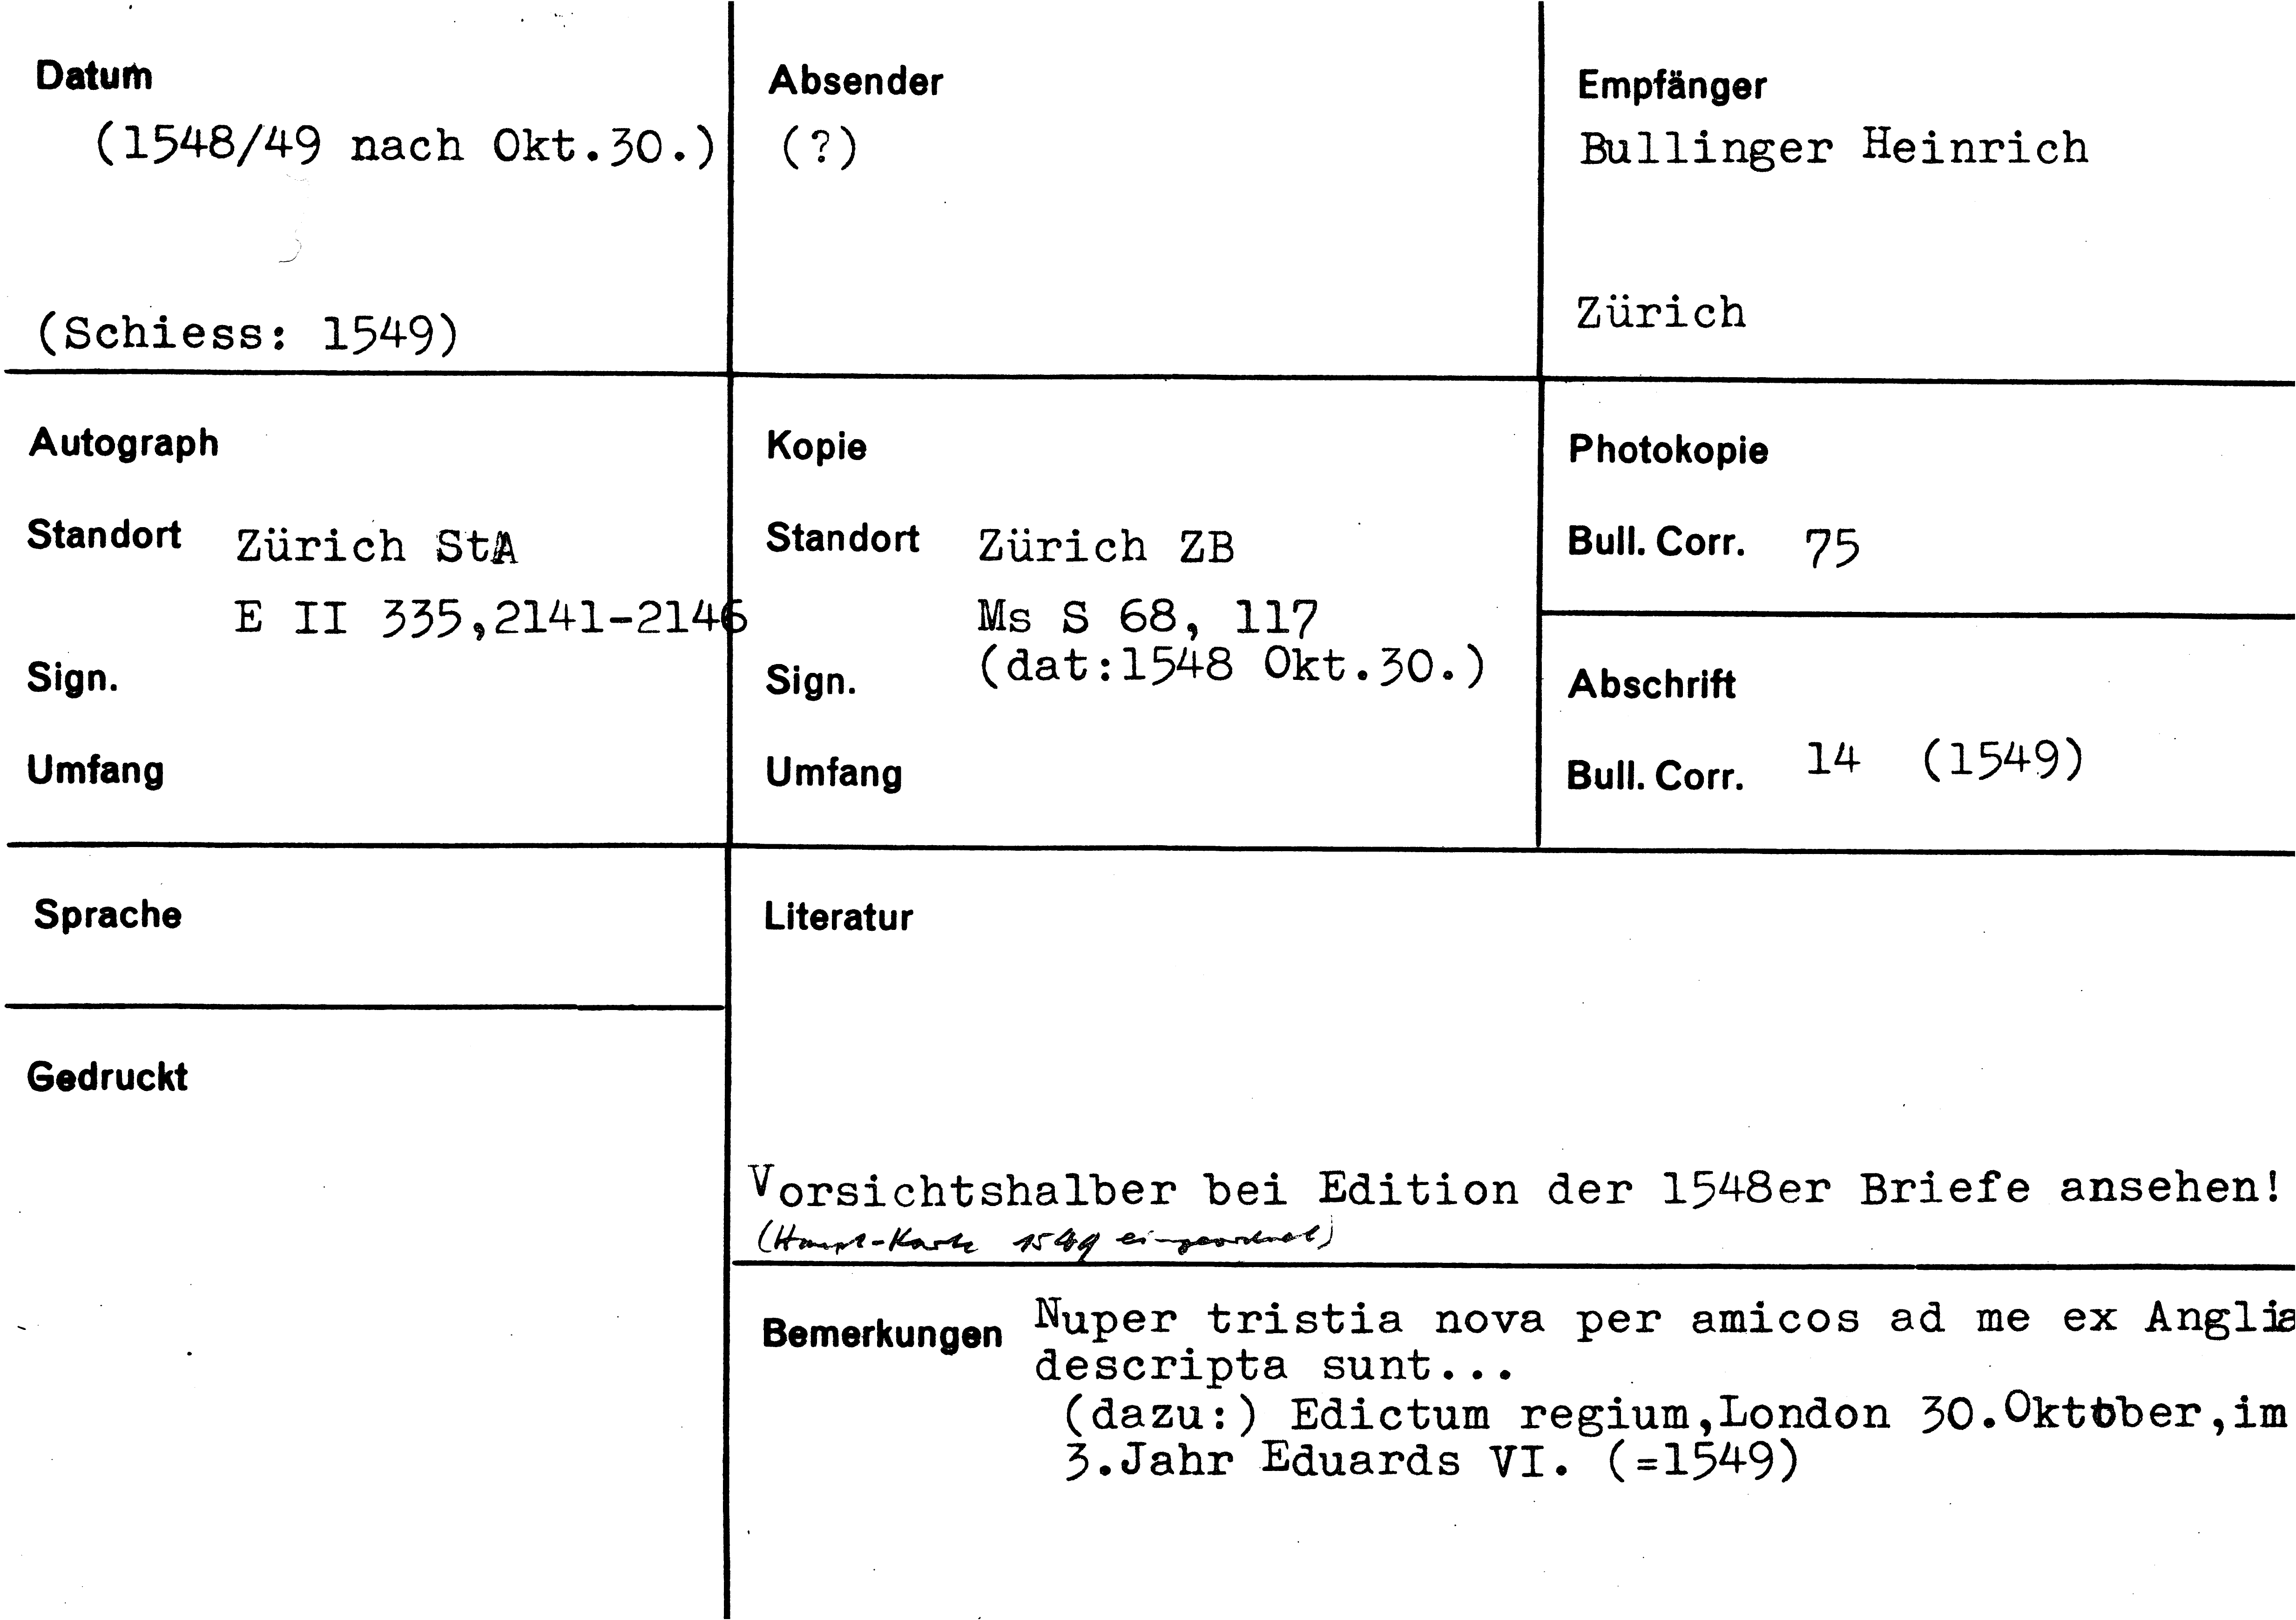 Datum
(1548/49 nach Okt.30.)
(Schiess: 1549)
Absender
(?)
Empfänger
Bullinger Heinrich
Zürich
Autograph
Standort Zürich StA
E II 335,2141-2146
Sign.
Umfang
Kopie
Standort Zürich ZB
Ms S 68, 117
(dat:1548 Okt.30.)
Sign.
Umfang
Photokopie
Bull. Corr. 75
Abschrift
Bull. Corr. 14 (1549)
Sprache
Gedruckt
Literatur
Vorsichtshalber bei Edition der 1548er Briefe ansehen!
(Haupt-Karte 1549 eingeordnet)
Bemerkungen Nuper tristia nova per amicos ad me ex Anglia
descripta sunt...
(dazu:) Edictum regium,London 30.Oktober,im
3.Jahr Eduards VI. (=1549)